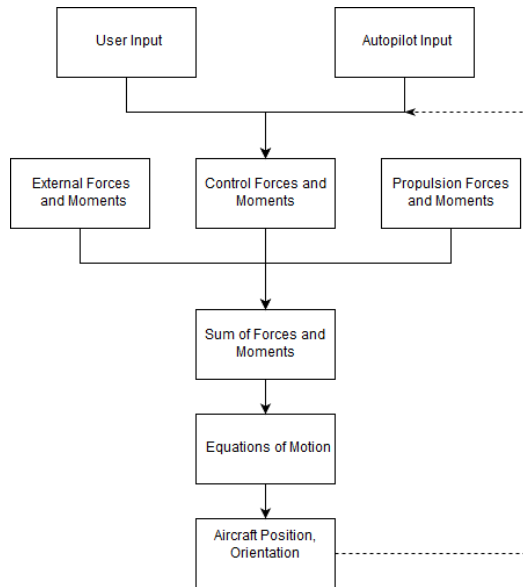 User Input
Autopilot Input
External Forces
and Moments
Control Forces and
Moments
Propulsion Forces
and Moments
Sum of Forces and
Moments
Equations of Motion
Aircraft Position,
Orientation